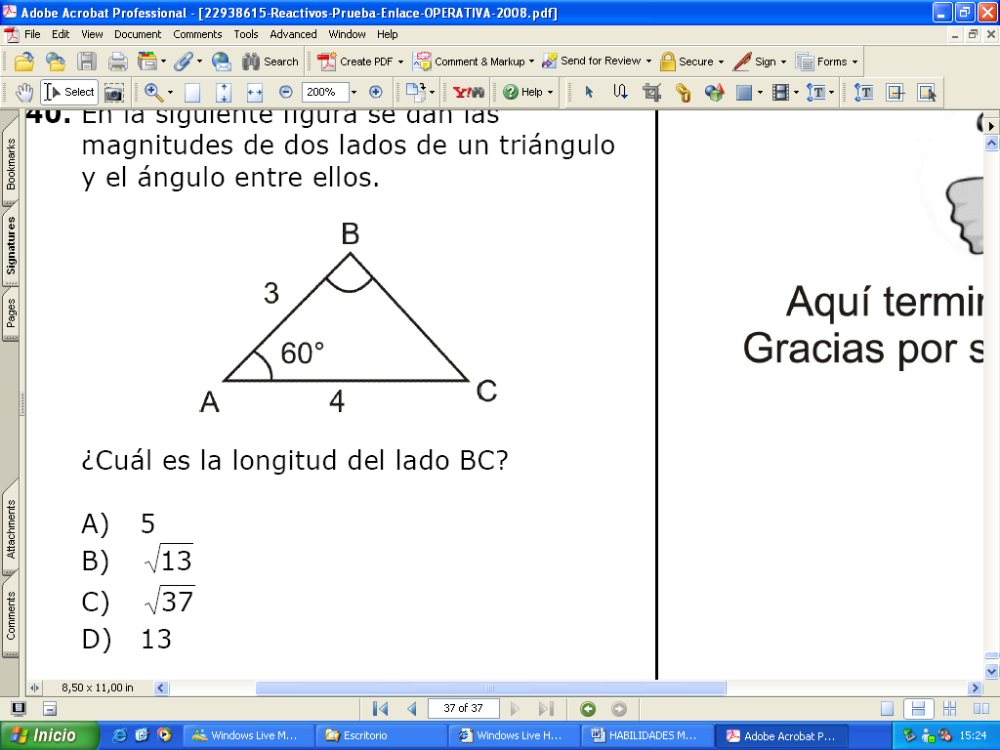 Adobe Acrobat Professional - [22938615-Reactivos-Prueba-Enlace-OPERATIVA-2008.pdf]
File Edit View Document Comments Tools Advanced Window Help
Search Create PDF Comment & Markup Send for Review Secure Sign Forms
Select 200% Y! Help
Bookmarks
Signatures
Pages
Attachments
Comments
40. En la siguiente figura se dan las
magnitudes de dos lados de un triángulo
y el ángulo entre ellos.
B
3
60°
A
4
C
¿Cuál es la longitud del lado BC?
A) 5
B) √13
C) √37
D) 13
Aquí termin
Gracias por s
8,50 x 11,00 in
37 of 37
Inicio Windows Live M... Escritorio Windows Live H... HABILIDADES M... Adobe Acrobat P... 15:24